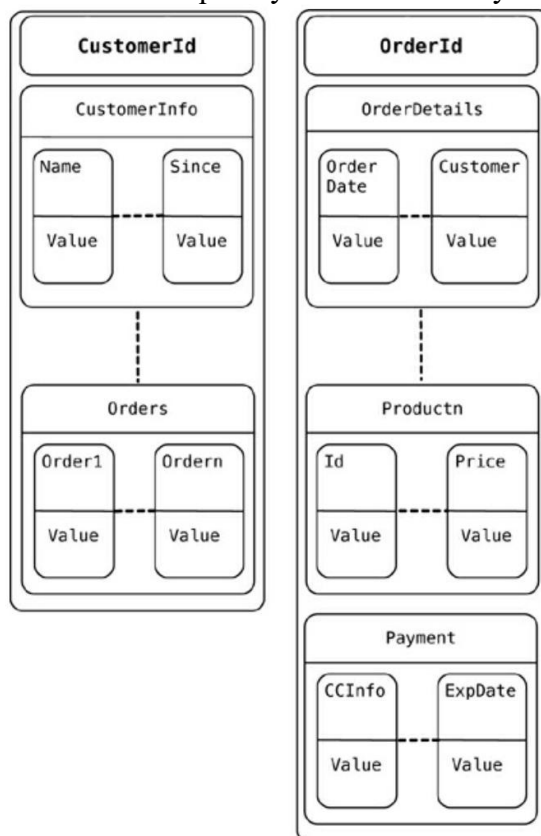 CustomerId
CustomerInfo
Name Since
Value Value
Orders
Order1 Ordern
Value Value
OrderId
OrderDetails
Order Customer
Date
Value Value
Productn
Id Price
Value Value
Payment
CCInfo ExpDate
Value Value